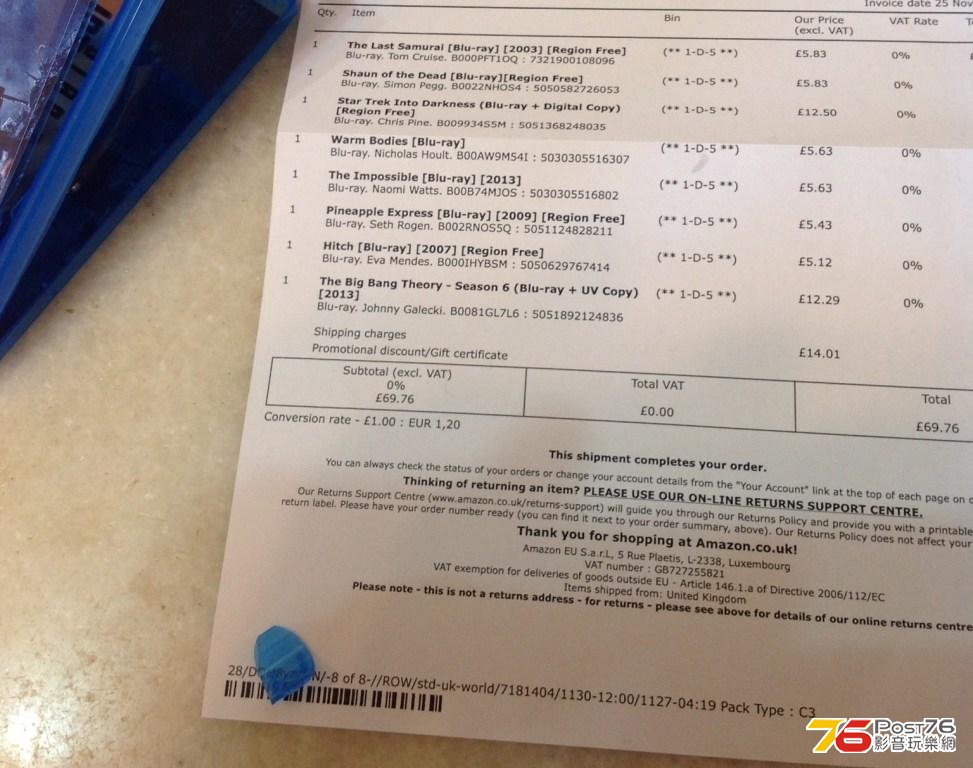 Invoice date 25 Nov
Qty. Item Bin Our Price VAT Rate
(excl. VAT)
1 The Last Samurai [Blu-ray] [2003] [Region Free] (** 1-D-5 **) £5.83 0%
Blu-ray. Tom Cruise. B000PFT1OQ : 7321900108096
1 Shaun of the Dead [Blu-ray][Region Free] (** 1-D-5 **) £5.83 0%
Blu-ray. Simon Pegg. B0022NHOS4 : 5050582726053
1 Star Trek Into Darkness (Blu-ray + Digital Copy) (** 1-D-5 **) £12.50 0%
[Region Free]
Blu-ray. Chris Pine. B009934S5M : 5051368248035
1 Warm Bodies [Blu-ray] (** 1-D-5 **) £5.63 0%
Blu-ray. Nicholas Hoult. B00AW9M54I : 5030305516307
1 The Impossible [Blu-ray] [2013] (** 1-D-5 **) £5.63 0%
Blu-ray. Naomi Watts. B00B74MJOS : 5030305516802
1 Pineapple Express [Blu-ray] [2009] [Region Free] (** 1-D-5 **) £5.43 0%
Blu-ray. Seth Rogen. B002RNOS5Q : 5051124828211
1 Hitch [Blu-ray] [2007] [Region Free] (** 1-D-5 **) £5.12 0%
Blu-ray. Eva Mendes. B000IHYBSM : 5050629767414
1 The Big Bang Theory - Season 6 (Blu-ray + UV Copy) (** 1-D-5 **) £12.29 0%
[2013]
Blu-ray. Johnny Galecki. B0081GL7L6 : 5051892124836
Shipping charges £14.01
Promotional discount/Gift certificate
Subtotal (excl. VAT) Total VAT Total
0%
£69.76 £0.00 £69.76
Conversion rate - £1.00 : EUR 1,20
This shipment completes your order.
You can always check the status of your orders or change your account details from the "Your Account" link at the top of each page on
Thinking of returning an item? PLEASE USE OUR ON-LINE RETURNS SUPPORT CENTRE.
Our Returns Support Centre (www.amazon.co.uk/returns-support) will guide you through our Returns Policy and provide you with a printable
return label. Please have your order number ready (you can find it next to your order summary, above). Our Returns Policy does not affect your
Thank you for shopping at Amazon.co.uk!
Amazon EU S.a.r.L, 5 Rue Plaetis, L-2338, Luxembourg
VAT number : GB727255821
VAT exemption for deliveries of goods outside EU - Article 146.1.a of Directive 2006/112/EC
Items shipped from: United Kingdom
Please note - this is not a returns address - for returns - please see above for details of our online returns centre
N/-8 of 8-//ROW/std-uk-world/7181404/1130-12:00/1127-04:19 Pack Type : C3
76 POST76
影音玩樂網